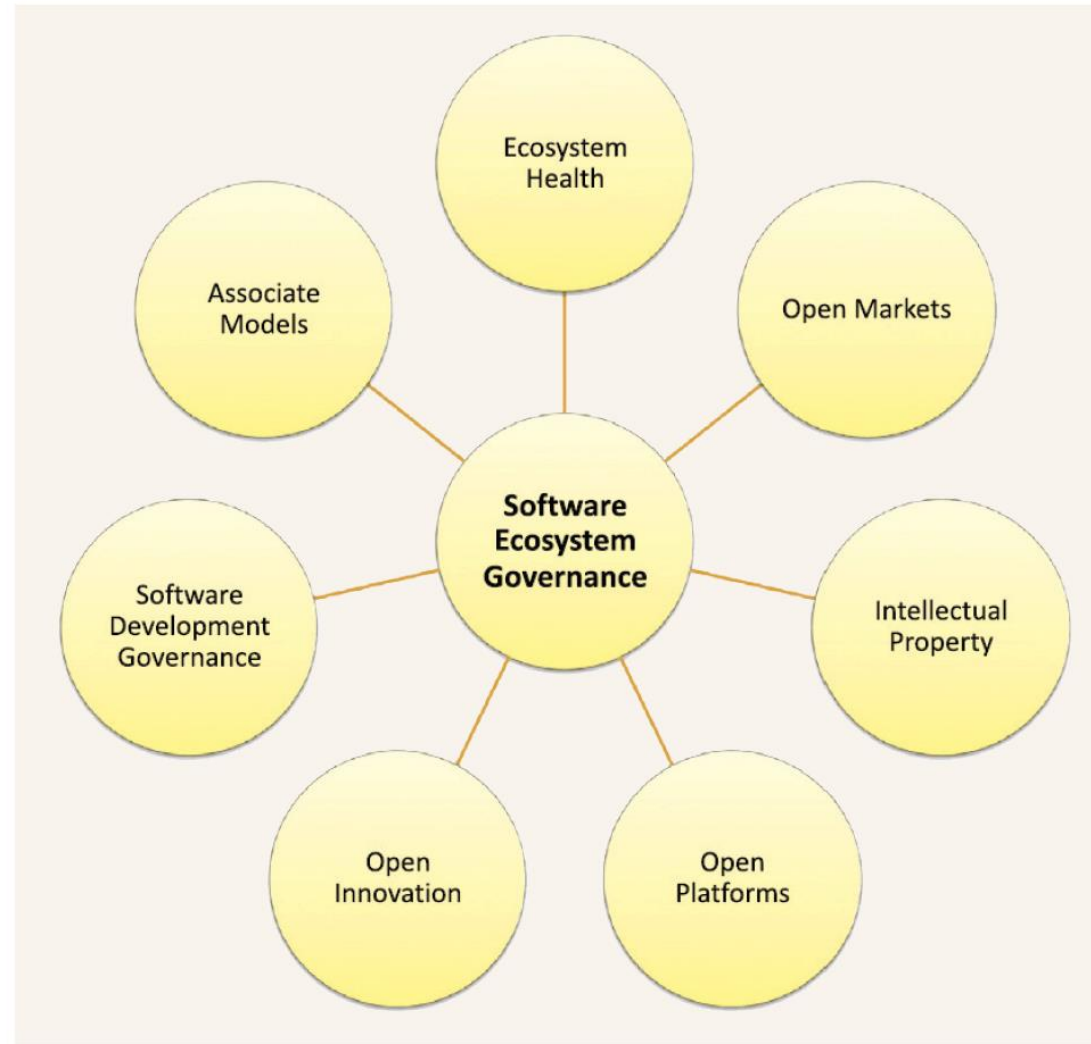 Ecosystem
Health
Associate
Models
Open Markets
Software
Ecosystem
Governance
Software
Development
Governance
Intellectual
Property
Open
Innovation
Open
Platforms